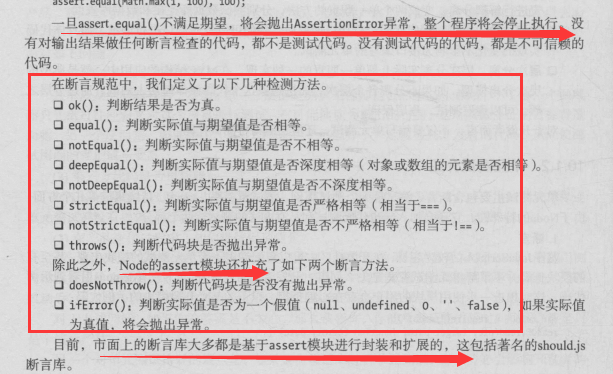 assert.equal(Math.max(1, 100), 100);
一旦assert.equal()不满足期望，将会抛出AssertionError异常，整个程序将会停止执行。没
有对输出结果做任何断言检查的代码，都不是测试代码。没有测试代码的代码，都是不可信赖的
代码。
在断言规范中，我们定义了以下几种检测方法。
❑ ok()：判断结果是否为真。
❑ equal()：判断实际值与期望值是否相等。
❑ notEqual()：判断实际值与期望值是否不相等。
❑ deepEqual()：判断实际值与期望值是否深度相等（对象或数组的元素是否相等）。
❑ notDeepEqual()：判断实际值与期望值是否不深度相等。
❑ strictEqual()：判断实际值与期望值是否严格相等（相当于===）。
❑ notStrictEqual()：判断实际值与期望值是否不严格相等（相当于!==）。
❑ throws()：判断代码块是否抛出异常。
除此之外，Node的assert模块还扩充了如下两个断言方法。
❑ doesNotThrow()：判断代码块是否没有抛出异常。
❑ ifError()：判断实际值是否为一个假值（null、undefined、0、''、false），如果实际值
为真值，将会抛出异常。
目前，市面上的断言库大多都是基于assert模块进行封装和扩展的，这包括著名的should.js
断言库。